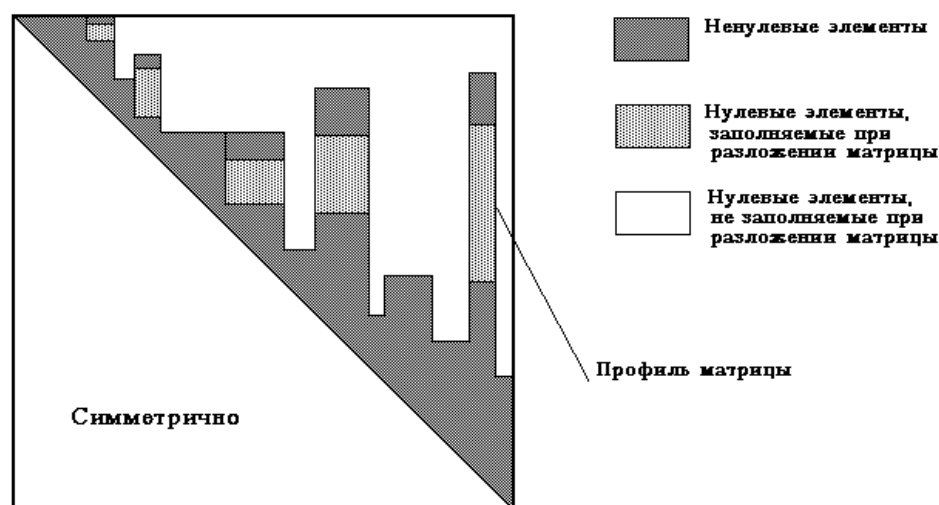 Ненулевые элементы
Нулевые элементы,
заполняемые при
разложении матрицы
Нулевые элементы,
не заполняемые при
разложении матрицы
Профиль матрицы
Симметрично